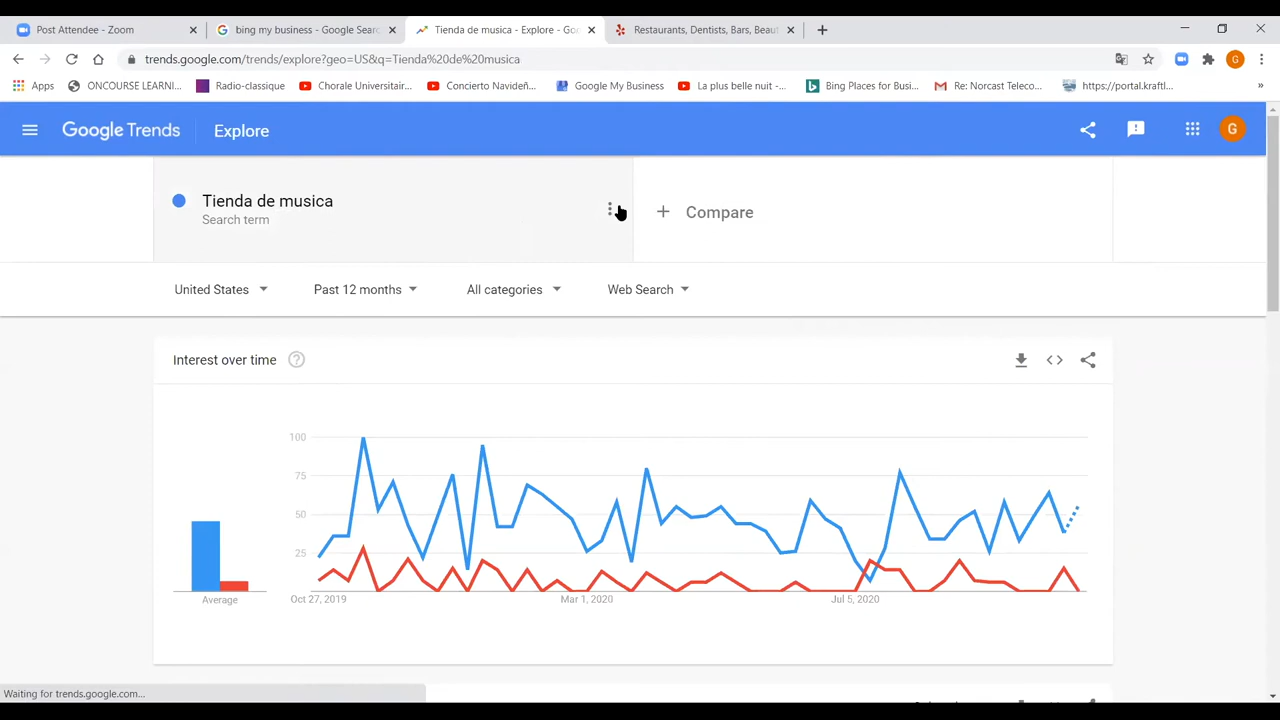 Post Attendee - Zoom
bing my business - Google Sear
Tienda de musica - Explore - Go
Restaurants, Dentists, Bars, Beaut
trends.google.com/trends/explore?geo=US&q=Tienda%20de%20musica
Apps
ONCOURSE LEARNI...
Radio-classique
Chorale Universitair...
Concierto Navideñ...
Google My Business
La plus belle nuit -...
Bing Places for Busi...
Re: Norcast Teleco...
https://portal.kraftl...
»
Google Trends
Explore
G
Tienda de musica
Search term
+ Compare
United States
Past 12 months
All categories
Web Search
Interest over time
?
100
75
50
25
Average
Oct 27, 2019
Mar 1, 2020
Jul 5, 2020
Waiting for trends.google.com...